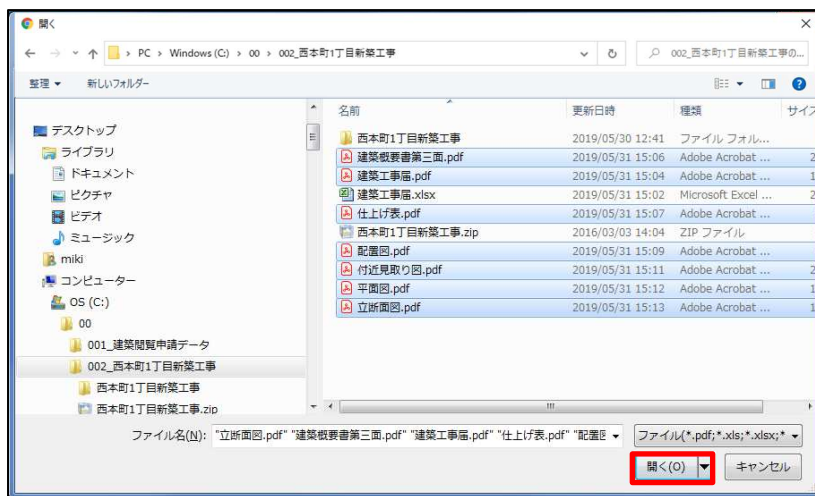 開く
PC › Windows (C:) › 00 › 002_西本町1丁目新築工事
002_西本町1丁目新築工事の...
整理 新しいフォルダー
名前 更新日時 種類 サイズ
デスクトップ
ライブラリ
ドキュメント
ピクチャ
ビデオ
ミュージック
miki
コンピューター
OS (C:)
00
001_建築閲覧申請データ
002_西本町1丁目新築工事
西本町1丁目新築工事
西本町1丁目新築工事.zip
西本町1丁目新築工事 2019/05/30 12:41 ファイル フォル...
建築概要書第三面.pdf 2019/05/31 15:06 Adobe Acrobat ... 2
建築工事届.pdf 2019/05/31 15:04 Adobe Acrobat ... 1
建築工事届.xlsx 2019/05/31 15:02 Microsoft Excel ... 2
仕上げ表.pdf 2019/05/31 15:07 Adobe Acrobat ...
西本町1丁目新築工事.zip 2016/03/03 14:04 ZIP ファイル
配置図.pdf 2019/05/31 15:09 Adobe Acrobat ...
付近見取り図.pdf 2019/05/31 15:11 Adobe Acrobat ... 2
平面図.pdf 2019/05/31 15:12 Adobe Acrobat ... 1
立断面図.pdf 2019/05/31 15:13 Adobe Acrobat ... 1
ファイル名(N): "立断面図.pdf" "建築概要書第三面.pdf" "建築工事届.pdf" "仕上げ表.pdf" "配置図 ファイル(*.pdf;*.xls;*.xlsx;*
開く(O) キャンセル